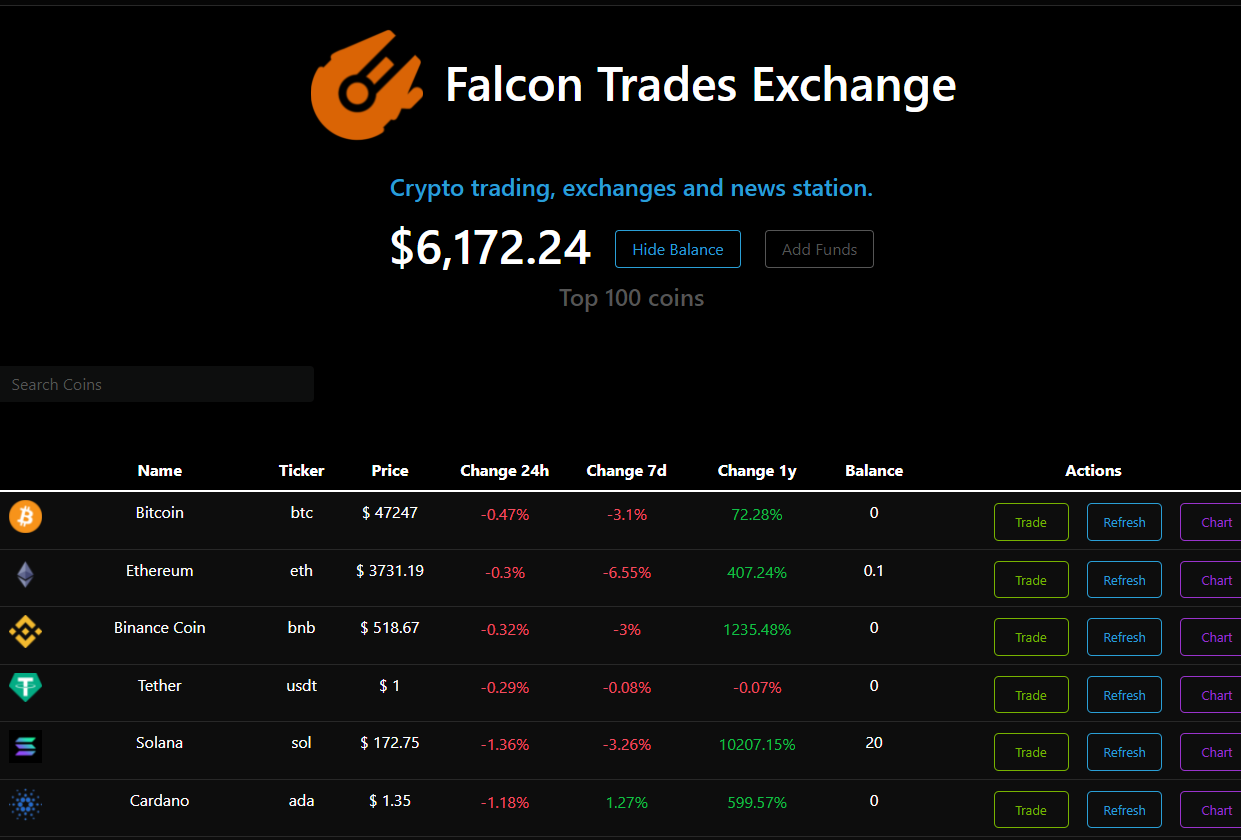 Falcon Trades Exchange
Crypto trading, exchanges and news station.
$6,172.24 Hide Balance Add Funds
Top 100 coins
Search Coins
Name Ticker Price Change 24h Change 7d Change 1y Balance Actions
Bitcoin btc $ 47247 -0.47% -3.1% 72.28% 0 Trade Refresh Chart
Ethereum eth $ 3731.19 -0.3% -6.55% 407.24% 0.1 Trade Refresh Chart
Binance Coin bnb $ 518.67 -0.32% -3% 1235.48% 0 Trade Refresh Chart
Tether usdt $ 1 -0.29% -0.08% -0.07% 0 Trade Refresh Chart
Solana sol $ 172.75 -1.36% -3.26% 10207.15% 20 Trade Refresh Chart
Cardano ada $ 1.35 -1.18% 1.27% 599.57% 0 Trade Refresh Chart